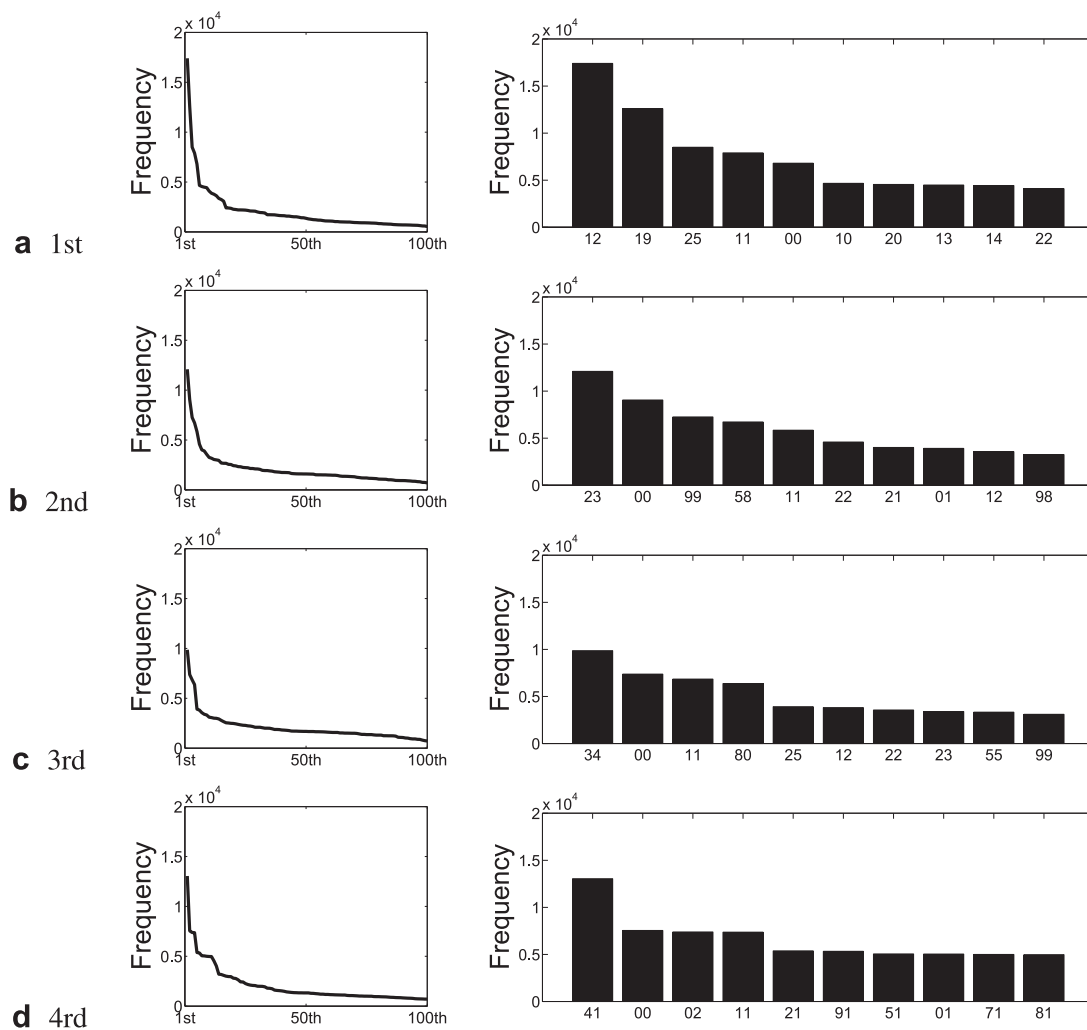 x 10^4
2
1.5
1
0.5
0
Frequency
1st 50th 100th
x 10^4
2
1.5
1
0.5
0
Frequency
12 19 25 11 00 10 20 13 14 22
a 1st
x 10^4
2
1.5
1
0.5
0
Frequency
1st 50th 100th
x 10^4
2
1.5
1
0.5
0
Frequency
23 00 99 58 11 22 21 01 12 98
b 2nd
x 10^4
2
1.5
1
0.5
0
Frequency
1st 50th 100th
x 10^4
2
1.5
1
0.5
0
Frequency
34 00 11 80 25 12 22 23 55 99
c 3rd
x 10^4
2
1.5
1
0.5
0
Frequency
1st 50th 100th
x 10^4
2
1.5
1
0.5
0
Frequency
41 00 02 11 21 91 51 01 71 81
d 4rd